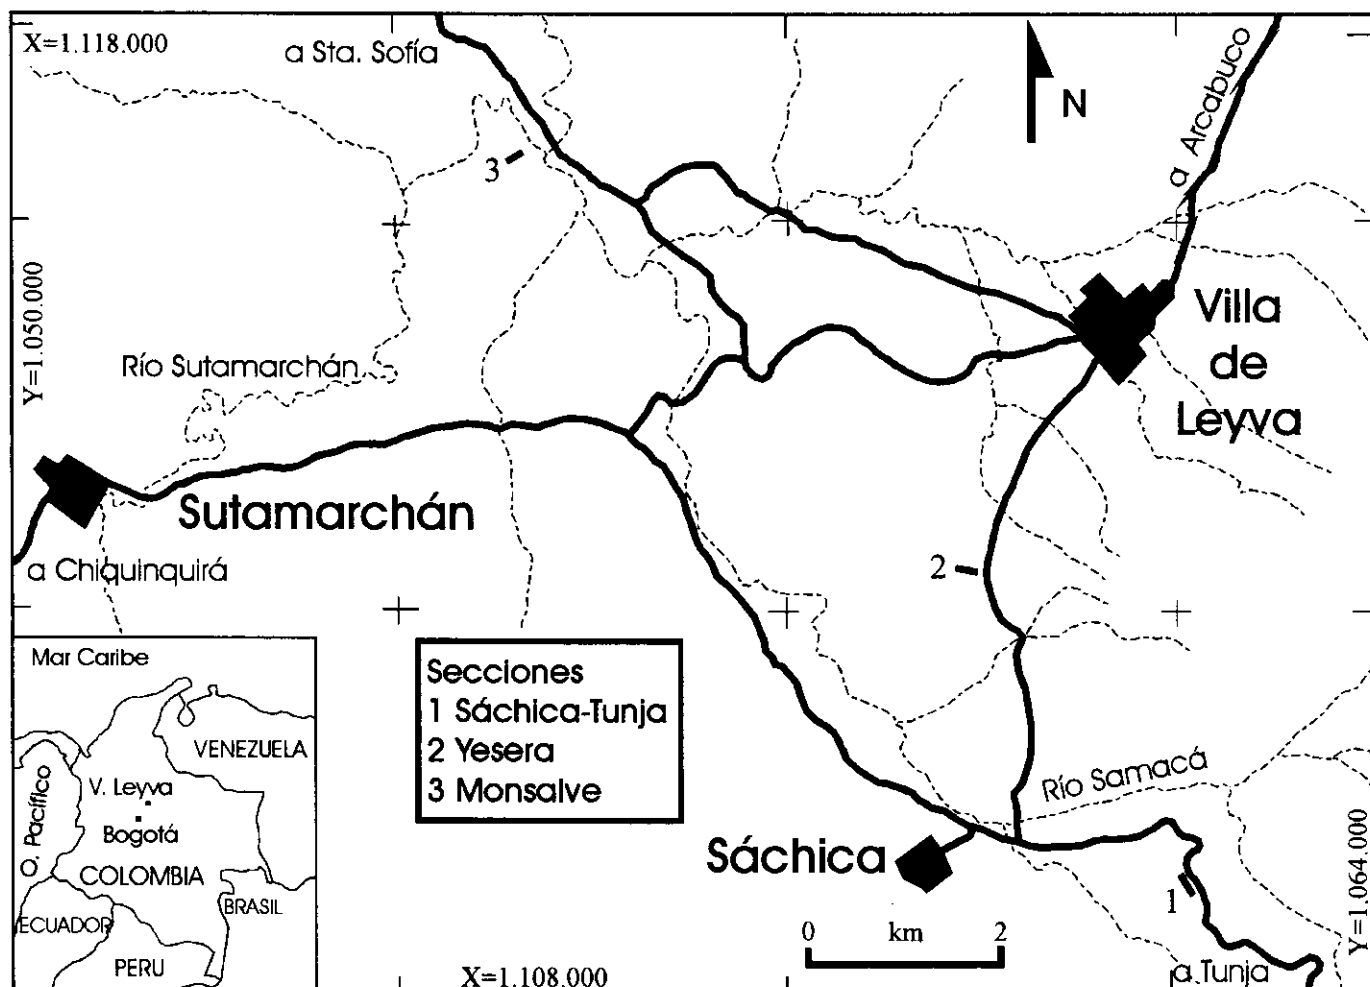 X=1.118.000
a Sta. Sofía
N
a Arcabuco
3
Y=1.050.000
Villa
de
Leyva
Río Sutamarchán
Sutamarchán
a Chiquinquirá
2
Secciones
1 Sáchica-Tunja
2 Yesera
3 Monsalve
Mar Caribe
VENEZUELA
O. Pacífico
V. Leyva
Bogotá
COLOMBIA
BRASIL
ECUADOR
PERU
Río Samacá
Sáchica
1
Y=1.064.000
0 km 2
X=1.108.000
a Tunja